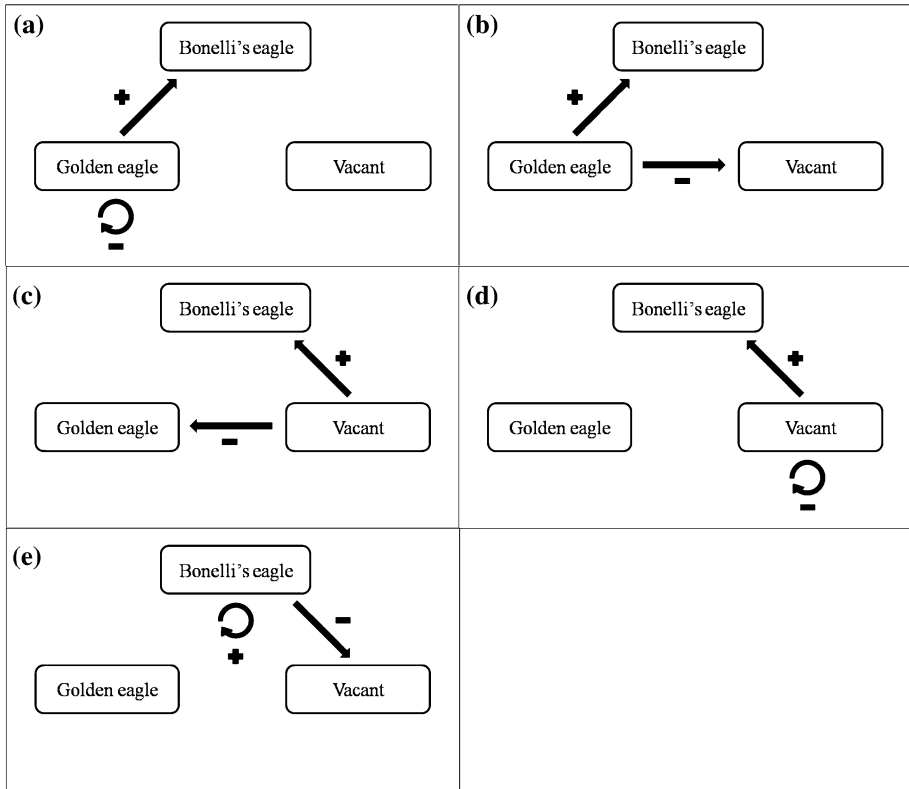 (a)
Bonelli's eagle
+
Golden eagle
Vacant
-
(b)
Bonelli's eagle
+
Golden eagle
Vacant
-
(c)
Bonelli's eagle
+
Golden eagle
Vacant
-
(d)
Bonelli's eagle
+
Golden eagle
Vacant
-
(e)
Bonelli's eagle
-
+
Golden eagle
Vacant